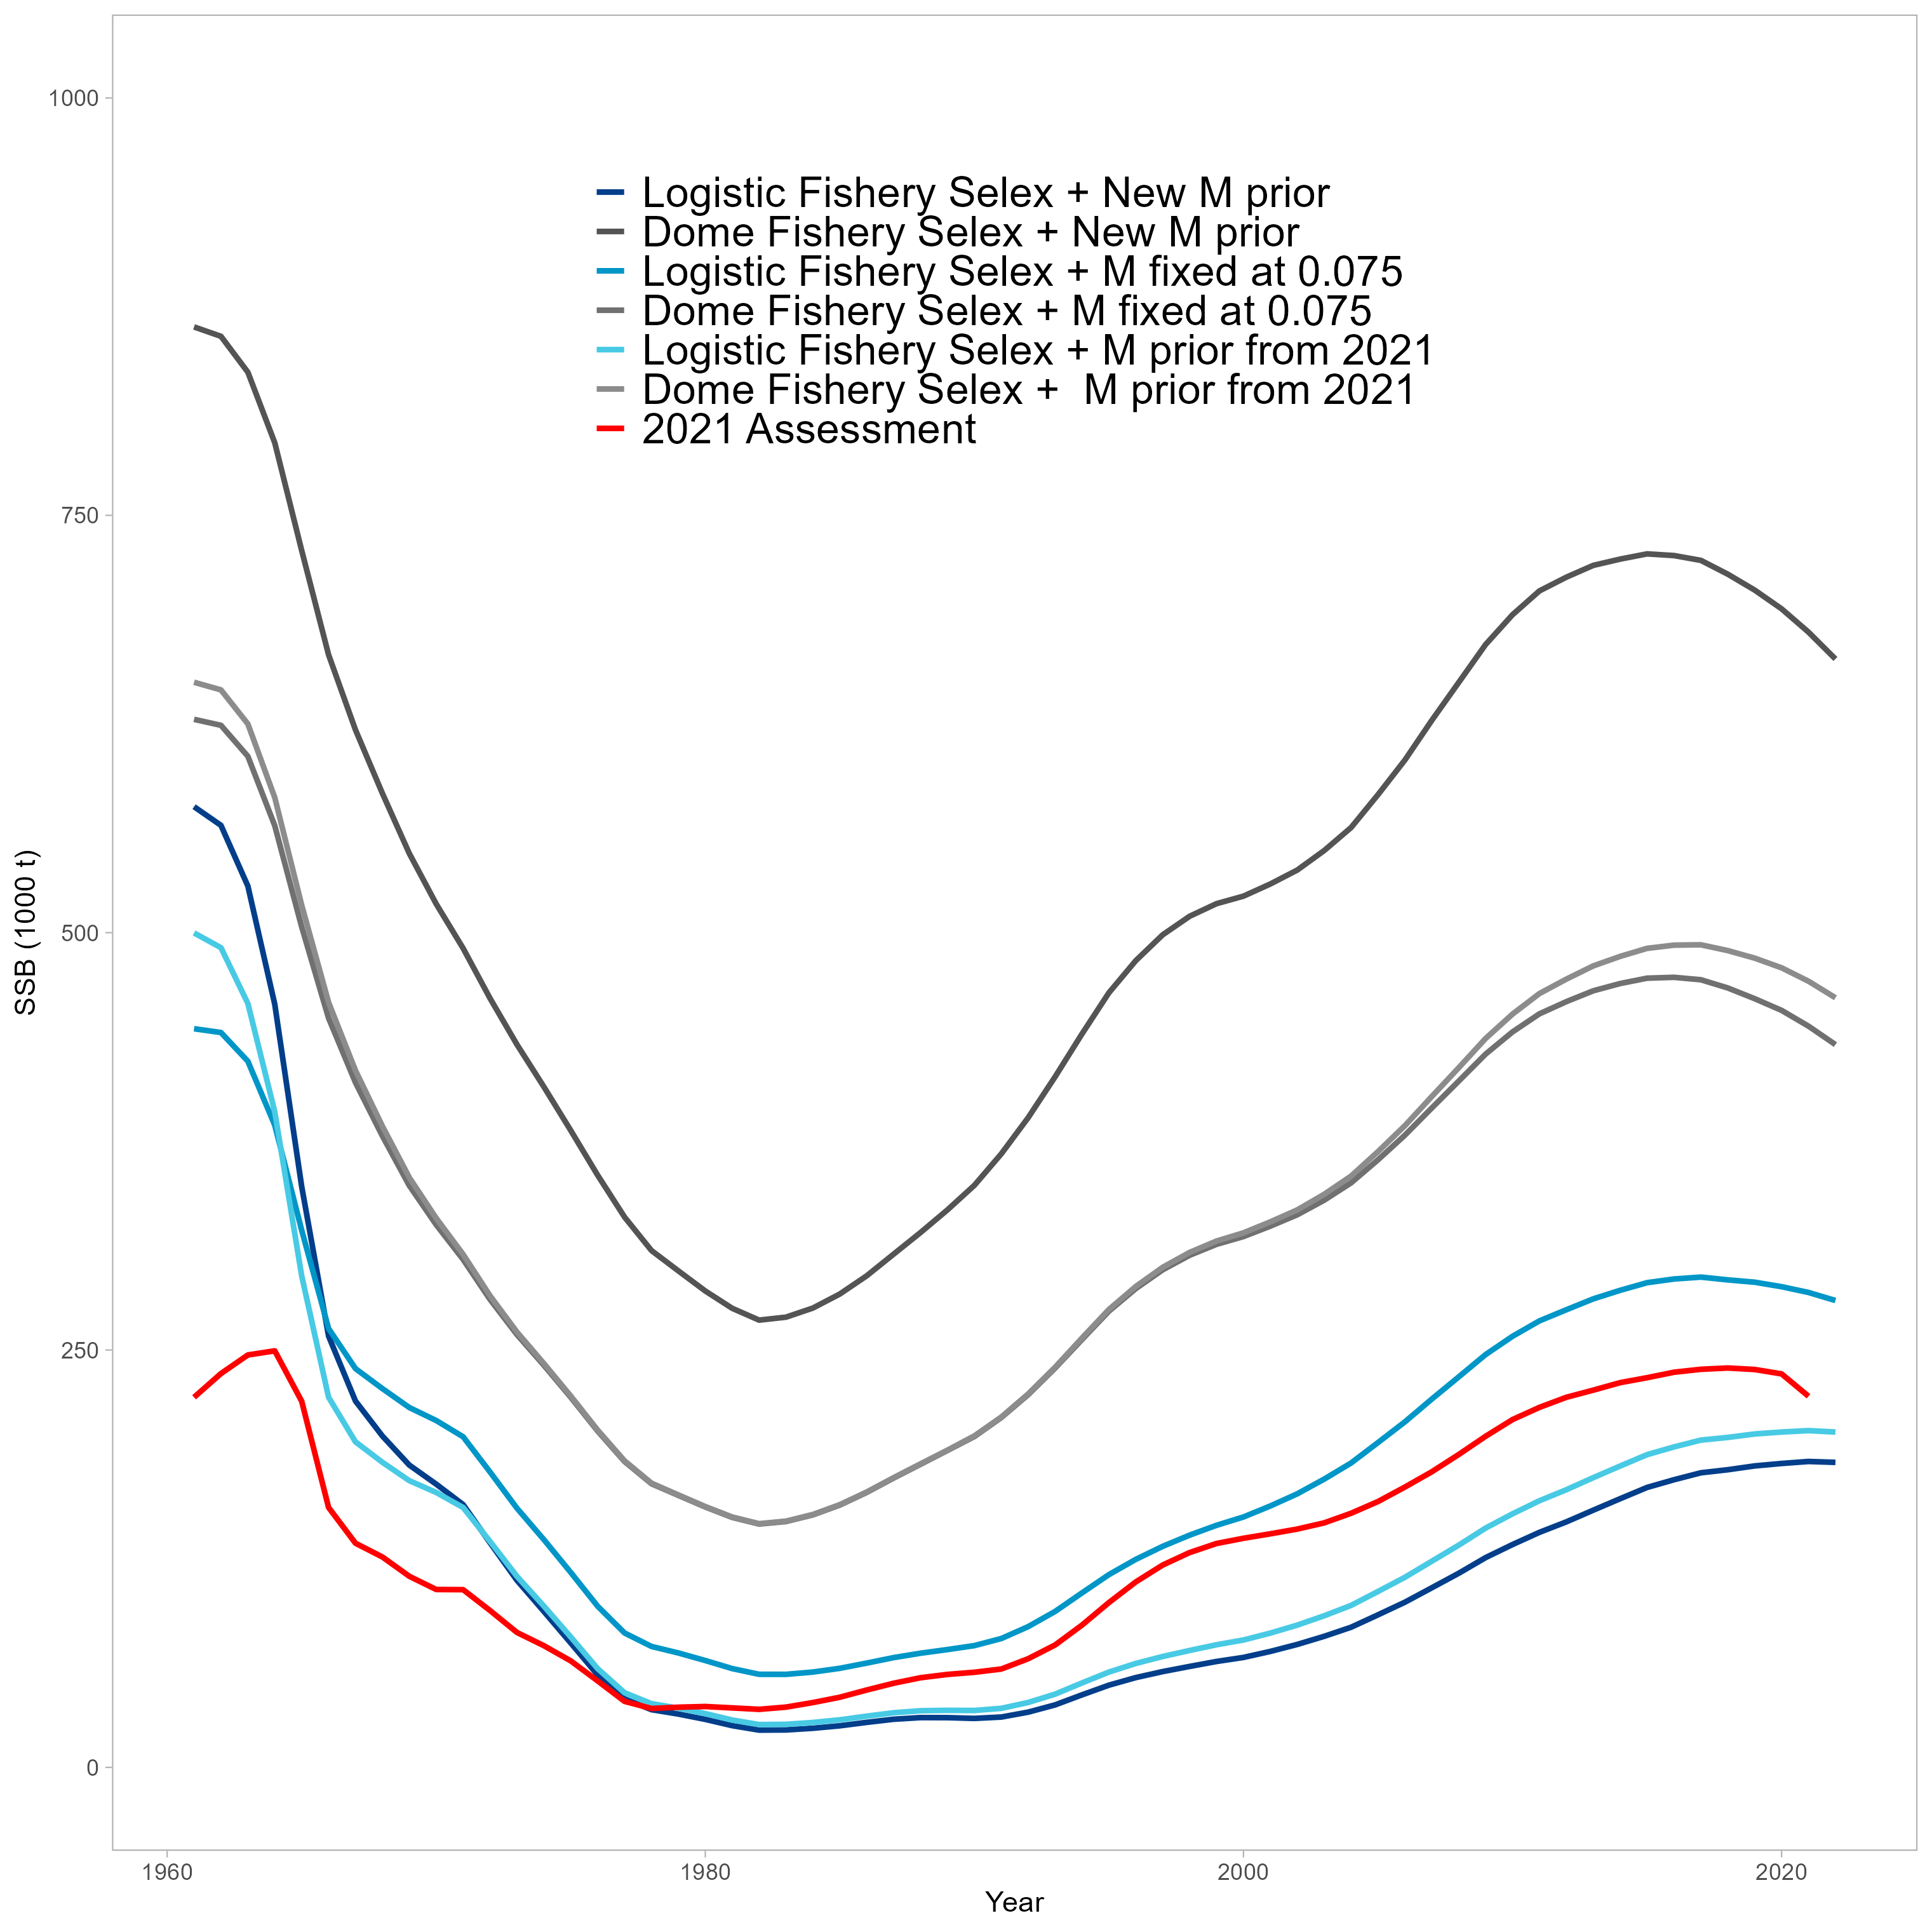 1000
750
500
250
0
SSB (1000 t)
Logistic Fishery Selex + New M prior
Dome Fishery Selex + New M prior
Logistic Fishery Selex + M fixed at 0.075
Dome Fishery Selex + M fixed at 0.075
Logistic Fishery Selex + M prior from 2021
Dome Fishery Selex +  M prior from 2021
2021 Assessment
1960 1980 2000 2020
Year